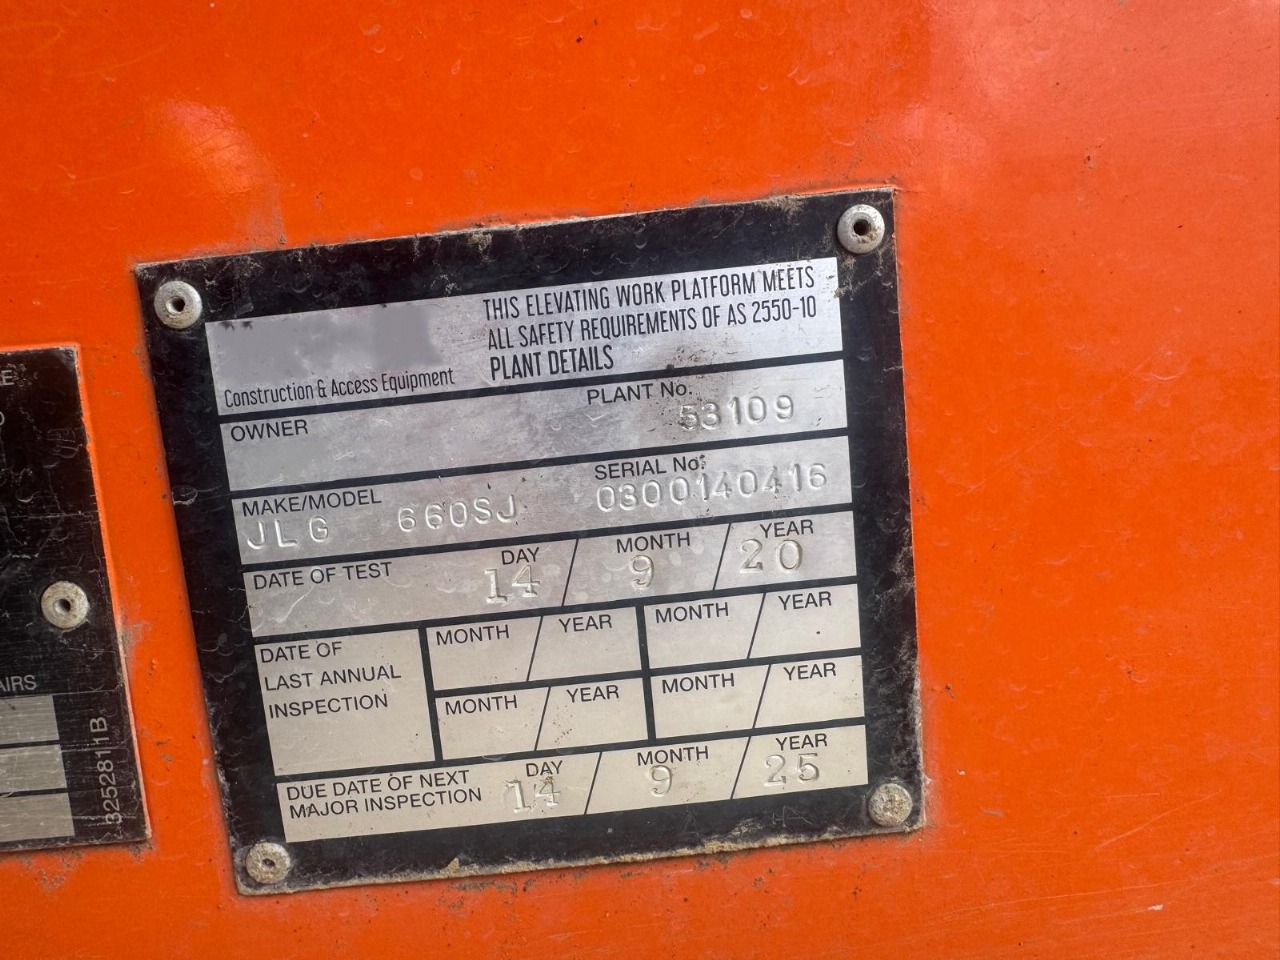 THIS ELEVATING WORK PLATFORM MEETS
ALL SAFETY REQUIREMENTS OF AS 2550-10
PLANT DETAILS
Construction & Access Equipment
OWNER
PLANT No.
53109
MAKE/MODEL
SERIAL No.
JLG 660SJ
0300140416
DATE OF TEST
DAY
MONTH
YEAR
14
9
20
DATE OF
LAST ANNUAL
INSPECTION
MONTH
YEAR
MONTH
YEAR
MONTH
YEAR
MONTH
YEAR
DUE DATE OF NEXT
MAJOR INSPECTION
DAY
MONTH
YEAR
14
9
25
AIRS
3252811B